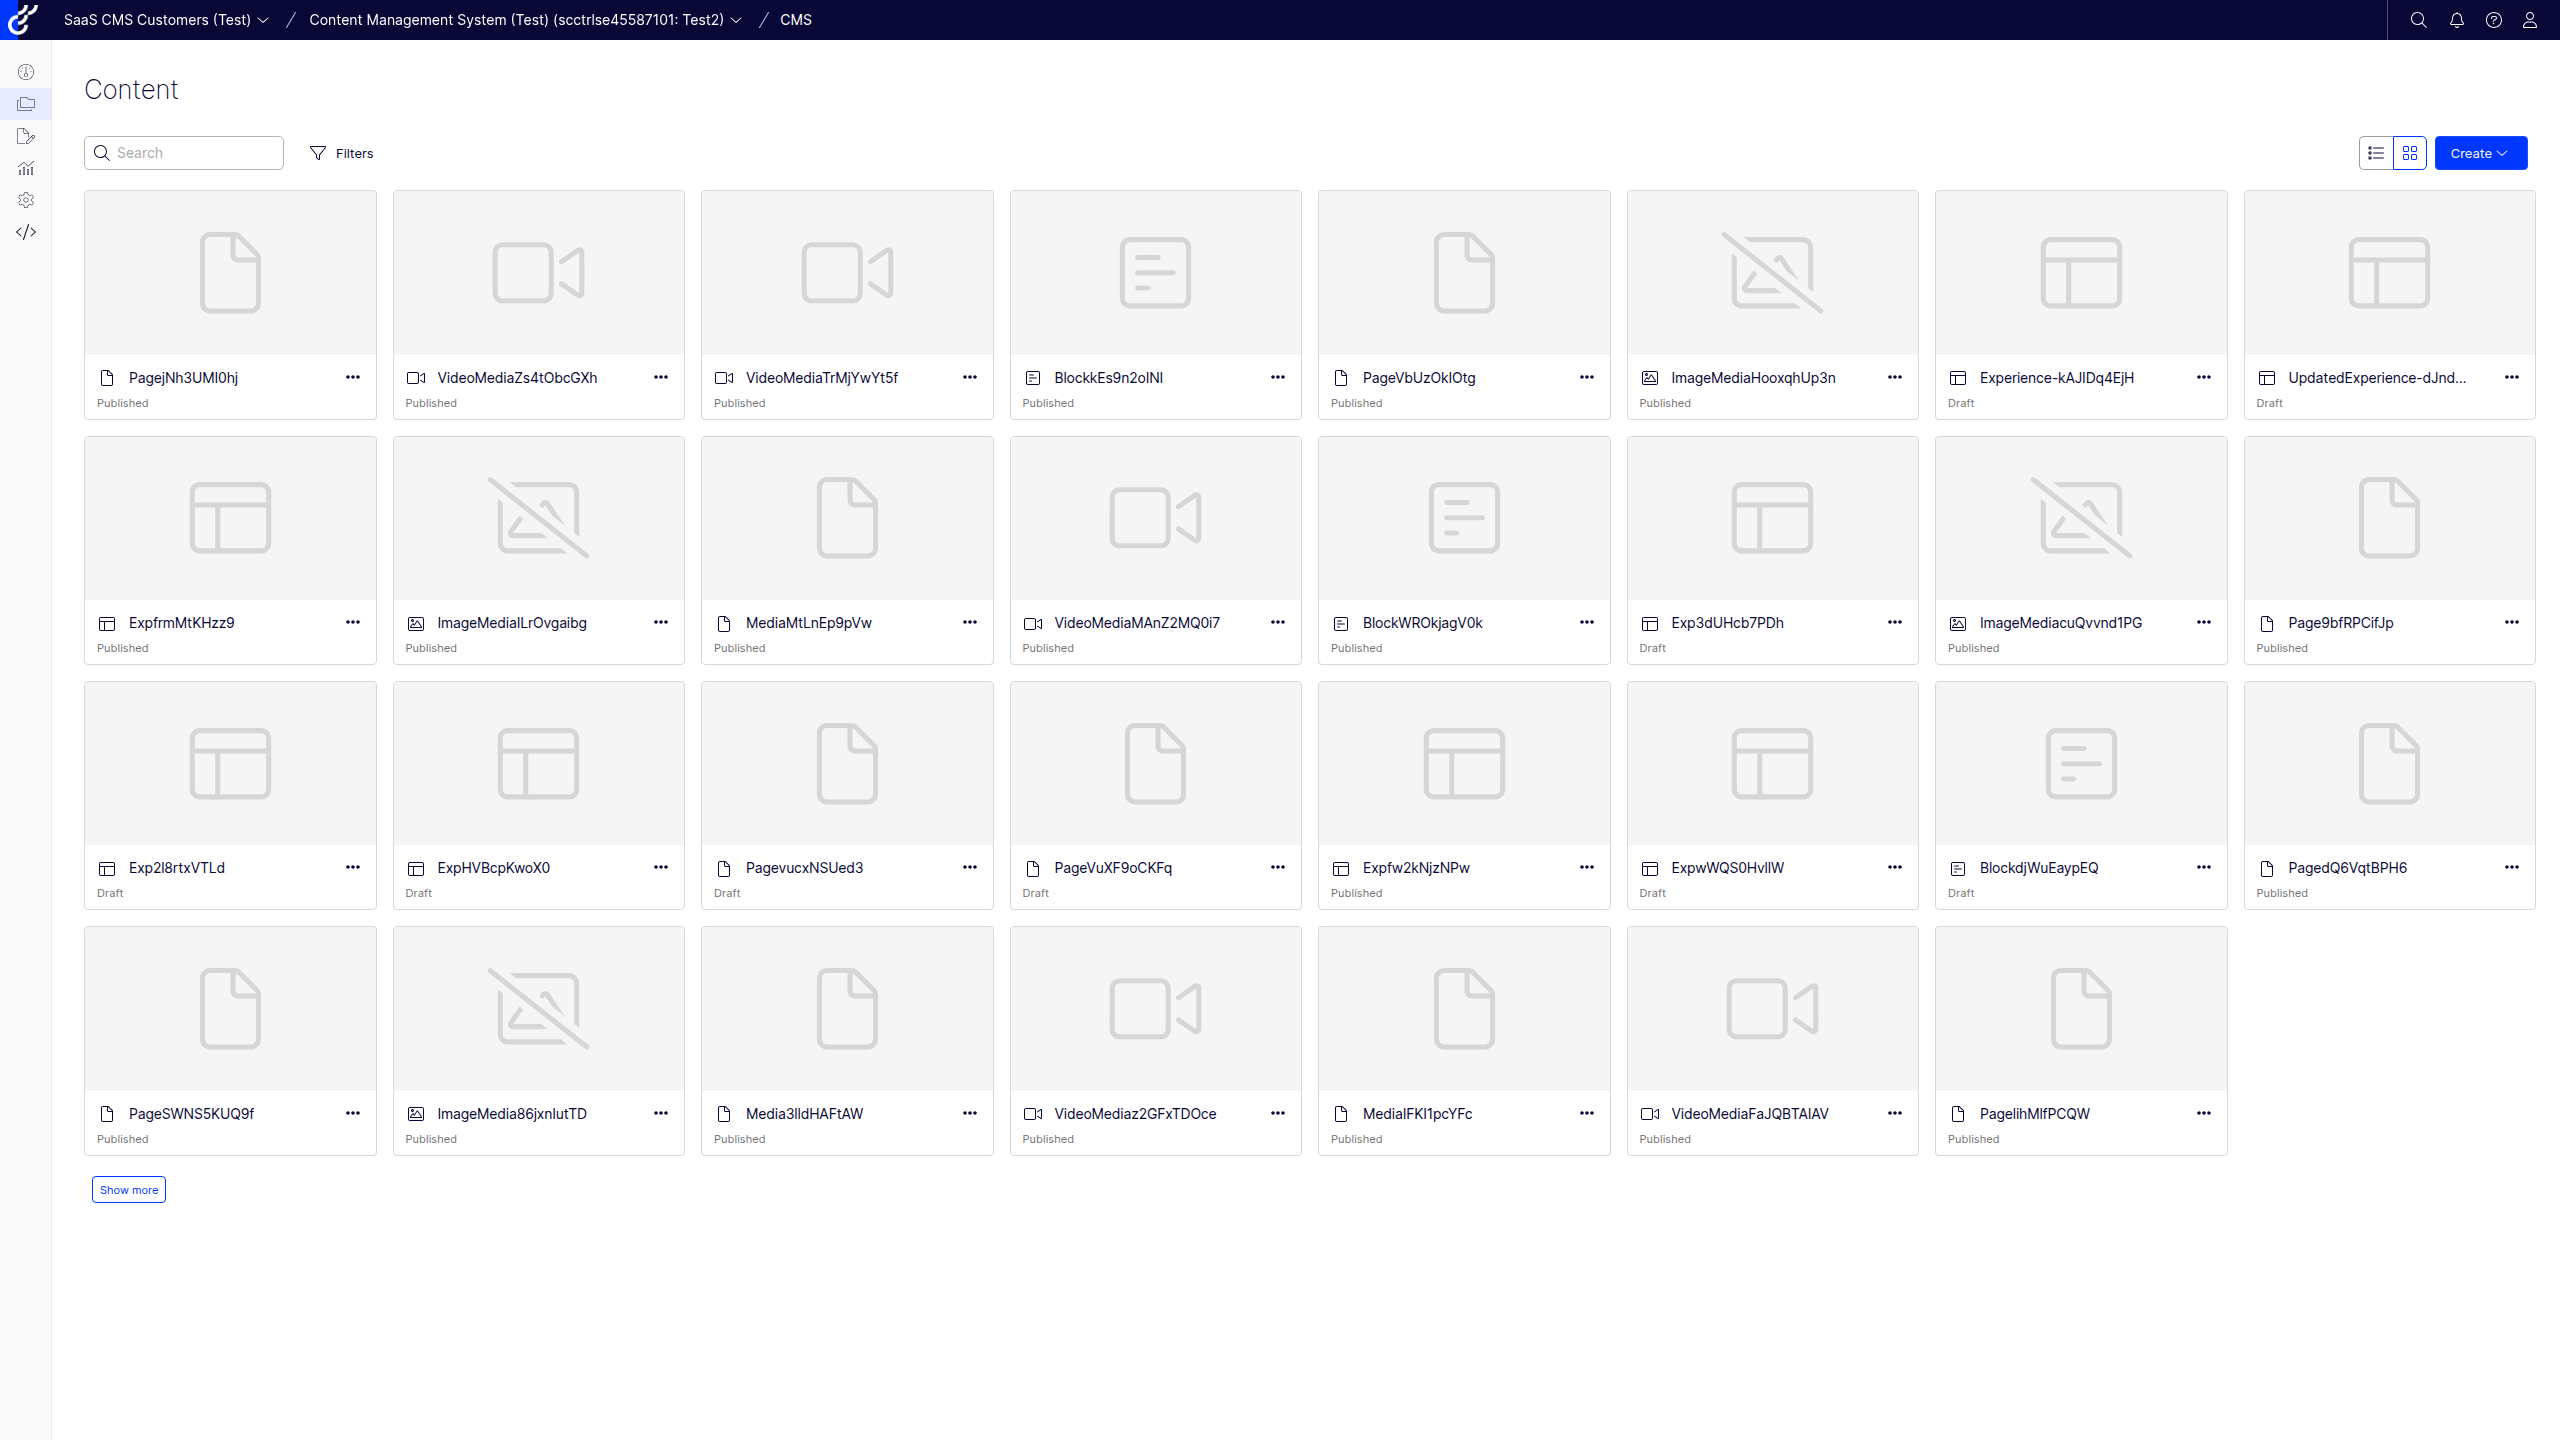 SaaS CMS Customers (Test) / Content Management System (Test) (scctrlse45587101: Test2) / CMS
Content
Search
Filters
Create
PagejNh3UMI0hj
VideoMediaZs4tObcGXh
VideoMediaTrMjYwYt5f
BlockkEs9n2oINI
PageVbUzOkIOtg
ImageMediaHooxqhUp3n
Experience-kAJIDq4EjH
UpdatedExperience-dJnd...
Published
Published
Published
Published
Published
Published
Draft
Draft
ExpfrmMtKHzz9
ImageMediaILrOvgaibg
MediaMtLnEp9pVw
VideoMediaMAnZ2MQ0i7
BlockWROkjagV0k
Exp3dUHcb7PDh
ImageMediacuQvvnd1PG
Page9bfRPCifJp
Published
Published
Published
Published
Published
Draft
Published
Published
Exp2I8rtxVTLd
ExpHVBcpKwoX0
PagevucxNSUed3
PageVuXF9oCKFq
Expfw2kNjzNPw
ExpwWQS0HvIIW
BlockdjWuEaypEQ
PagedQ6VqtBPH6
Draft
Draft
Draft
Draft
Published
Draft
Draft
Published
PageSWNS5KUQ9f
ImageMedia86jxnIutTD
Media3IIdHAFtAW
VideoMediaz2GFxTDOce
MediaIFKI1pcYFc
VideoMediaFaJQBTAIAV
PageIihMIfPCQW
Published
Published
Published
Published
Published
Published
Published
Show more